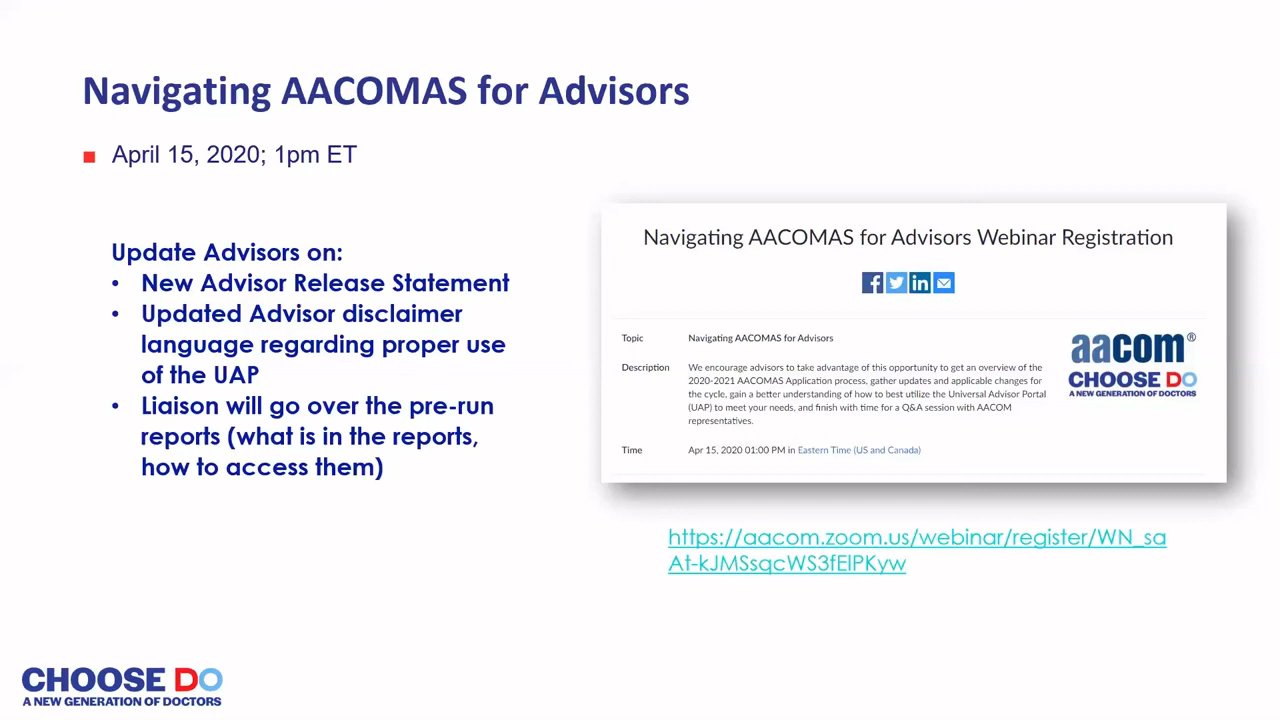 Navigating AACOMAS for Advisors
April 15, 2020; 1pm ET
Update Advisors on:
• New Advisor Release Statement
• Updated Advisor disclaimer
language regarding proper use
of the UAP
• Liaison will go over the pre-run
reports (what is in the reports,
how to access them)
Navigating AACOMAS for Advisors Webinar Registration
Topic Navigating AACOMAS for Advisors
Description We encourage advisors to take advantage of this opportunity to get an overview of the
2020-2021 AACOMAS Application process, gather updates and applicable changes for
the cycle, gain a better understanding of how to best utilize the Universal Advisor Portal
(UAP) to meet your needs, and finish with time for a Q&A session with AACOM
representatives.
Time Apr 15, 2020 01:00 PM in Eastern Time (US and Canada)
aacom®
CHOOSE DO
A NEW GENERATION OF DOCTORS
https://aacom.zoom.us/webinar/register/WN_sa
At-kJMSsqcWS3fElPKyw
CHOOSE DO
A NEW GENERATION OF DOCTORS